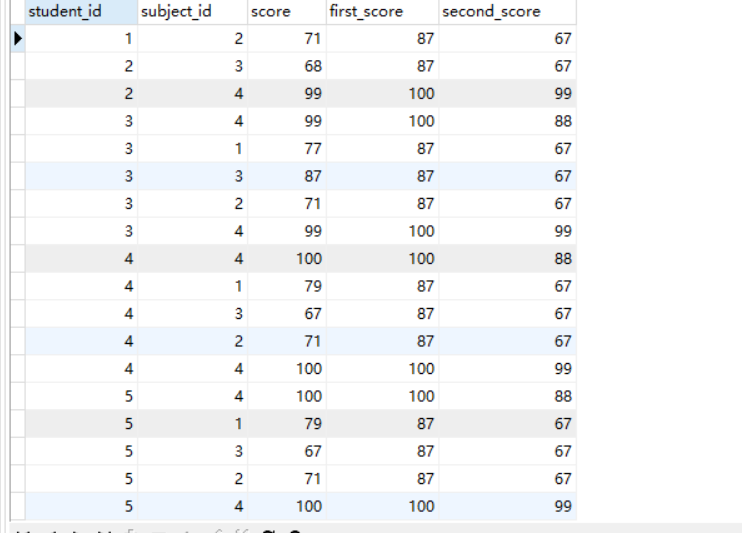 student_id subject_id score first_score second_score
1 2 71 87 67
2 3 68 87 67
2 4 99 100 99
3 4 99 100 88
3 1 77 87 67
3 3 87 87 67
3 2 71 87 67
3 4 99 100 99
4 4 100 100 88
4 1 79 87 67
4 3 67 87 67
4 2 71 87 67
4 4 100 100 99
5 4 100 100 88
5 1 79 87 67
5 3 67 87 67
5 2 71 87 67
5 4 100 100 99